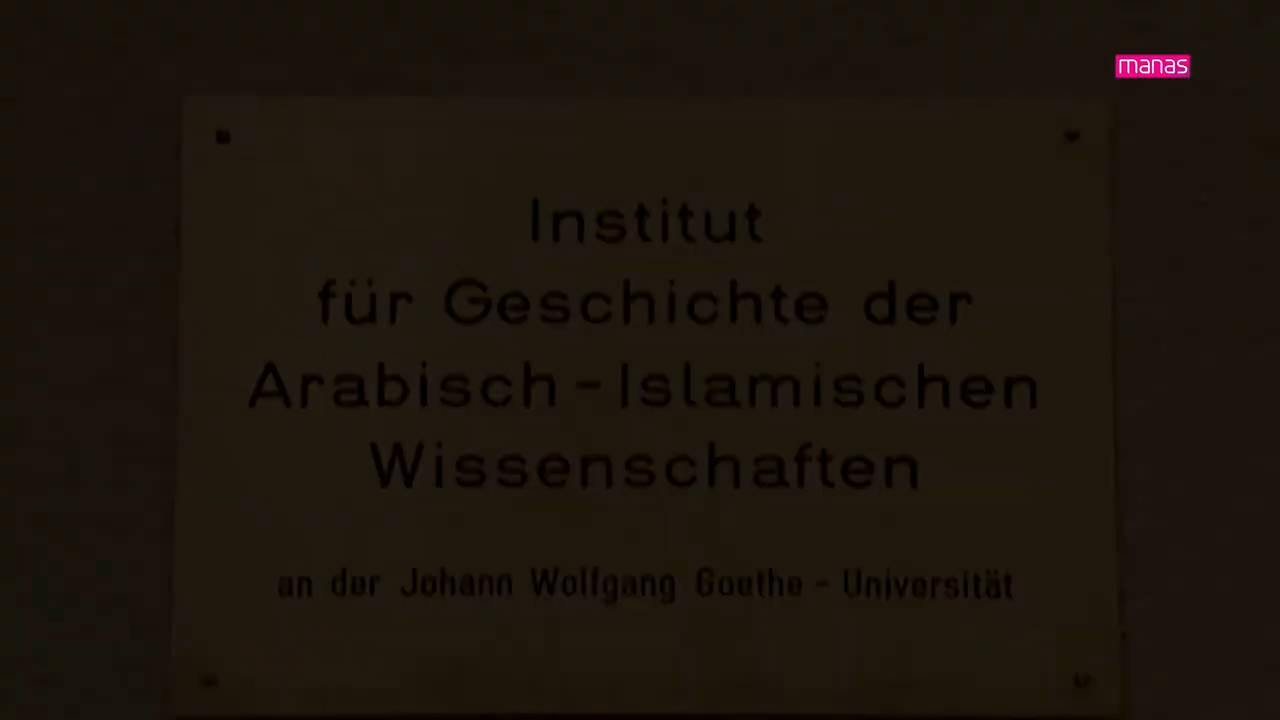 manas
Institut
für Geschichte der
Arabisch-Islamischen
Wissenschaften
an der Johann Wolfgang Goethe - Universität